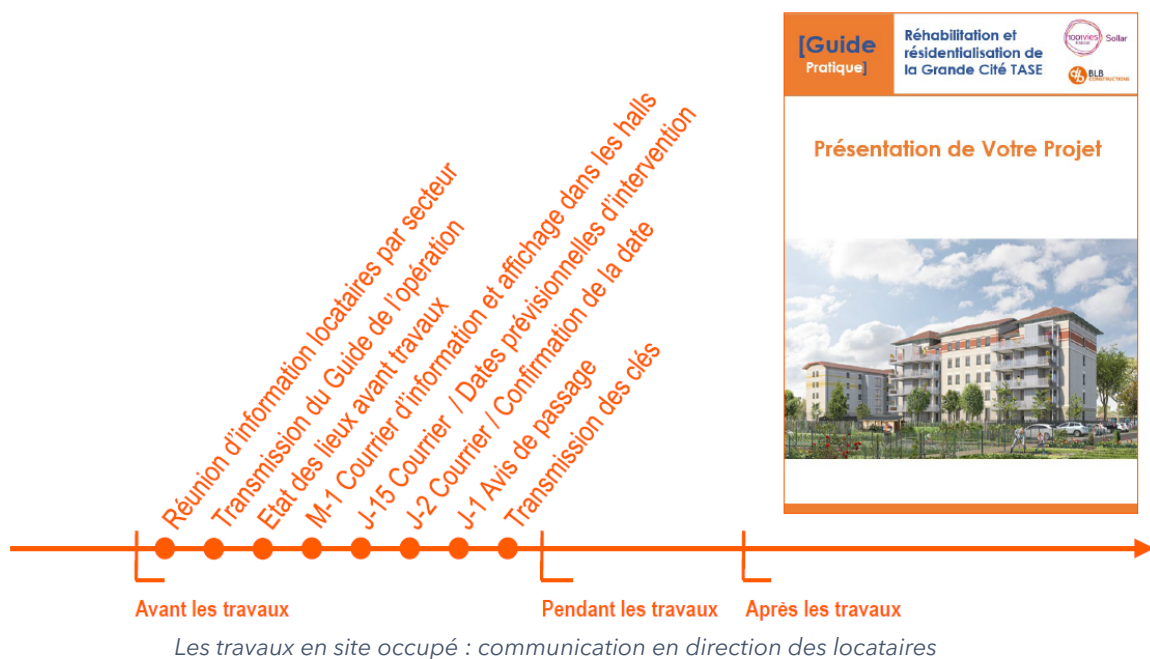 [Guide
Pratique]
Réhabilitation et
résidentialisation de
la Grande Cité TASE
1001 VIES
HABITAT
Sollar
BLB
CONSTRUCTIONS
Présentation de Votre Projet
Réunion d'information locataires par secteur
Transmission du Guide de l'opération
Etat des lieux avant travaux
M-1 Courrier d'information et affichage dans les halls
J-15 Courrier / Dates prévisionnelles d'intervention
J-2 Courrier / Confirmation de la date
J-1 Avis de passage
Transmission des clés
Avant les travaux
Pendant les travaux
Après les travaux
Les travaux en site occupé : communication en direction des locataires